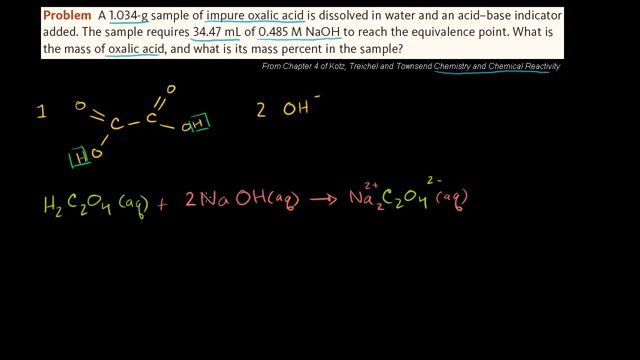 Problem A 1.034-g sample of impure oxalic acid is dissolved in water and an acid–base indicator
added. The sample requires 34.47 mL of 0.485 M NaOH to reach the equivalence point. What is
the mass of oxalic acid, and what is its mass percent in the sample?
From Chapter 4 of Kotz, Treichel and Townsend Chemistry and Chemical Reactivity
O
1 O C – C OH 2 OH⁻
HO
H₂C₂O₄ (aq) + 2NaOH(aq) → Na₂²⁺C₂O₄²⁻ (aq)